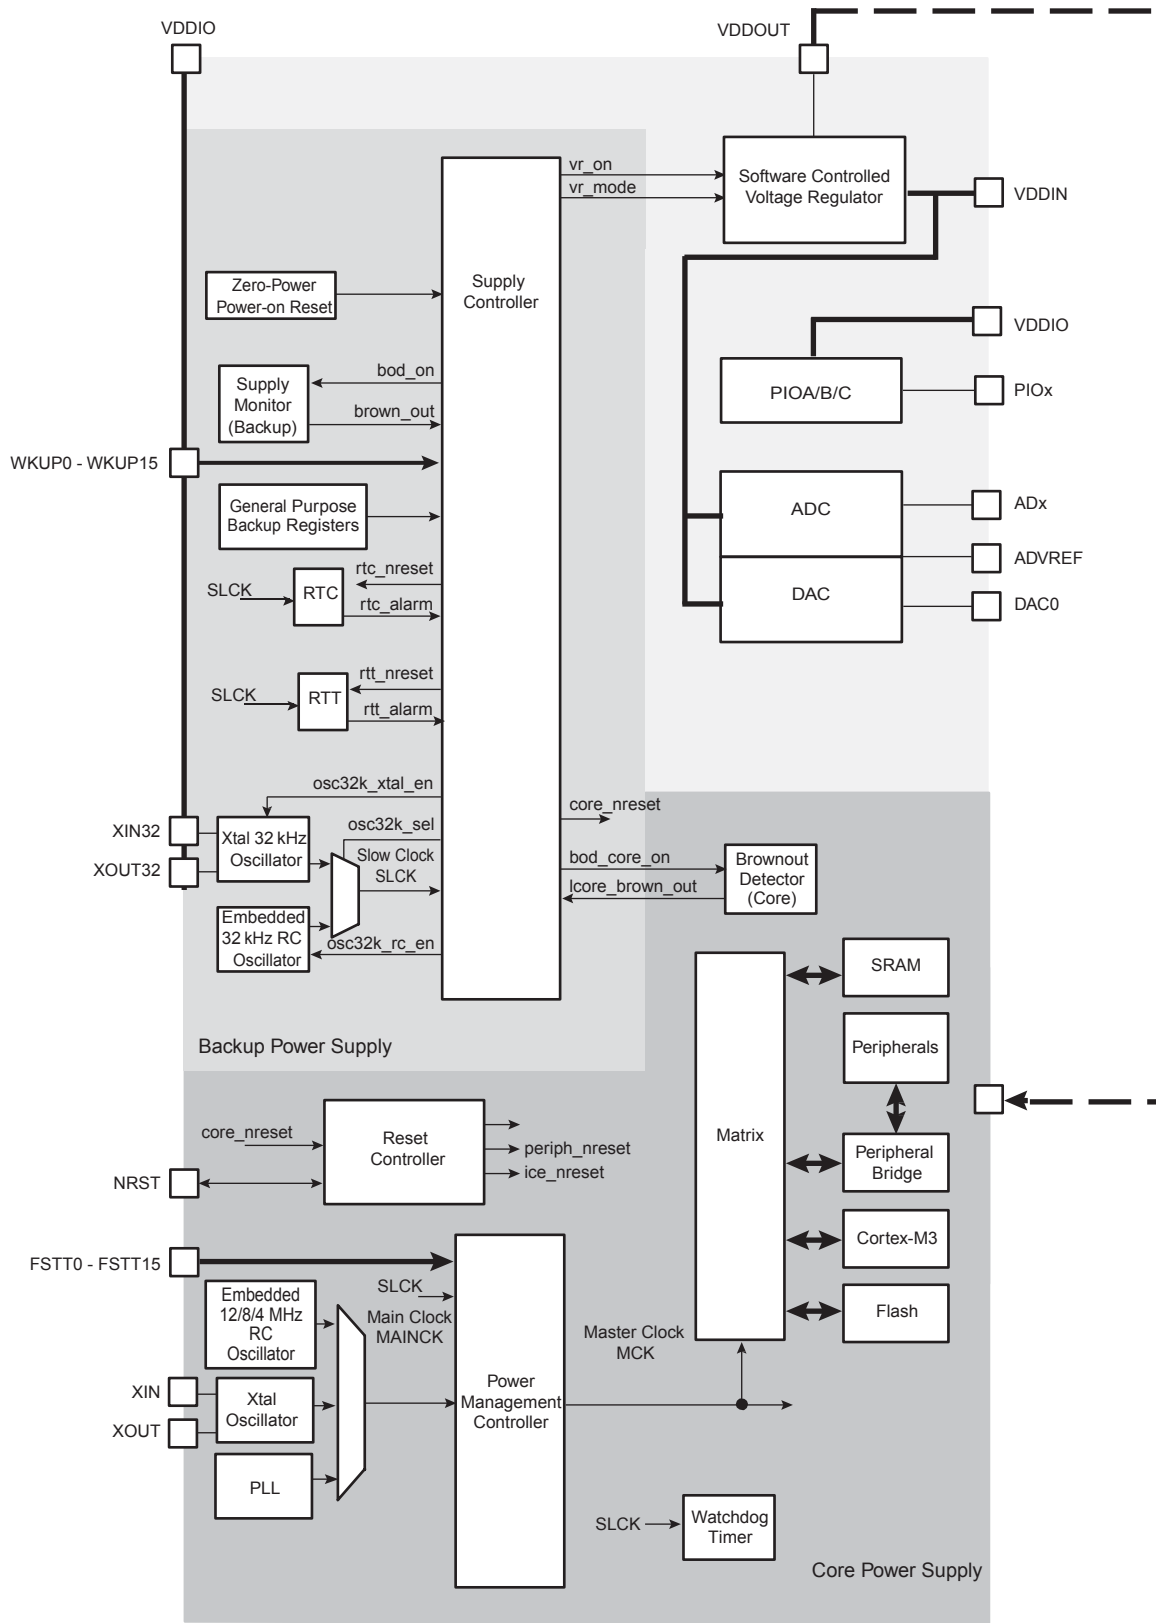 VDDIO
VDDOUT
vr_on
vr_mode
Software Controlled
Voltage Regulator
VDDIN
Supply
Controller
Zero-Power
Power-on Reset
VDDIO
bod_on
Supply
Monitor
(Backup)
brown_out
PIOA/B/C
PIOx
WKUP0 - WKUP15
General Purpose
Backup Registers
ADC
ADx
ADVREF
rtc_nreset
SLCK
RTC
rtc_alarm
DAC
DAC0
rtt_nreset
SLCK
RTT
rtt_alarm
osc32k_xtal_en
core_nreset
XIN32
XOUT32
Xtal 32 kHz
Oscillator
osc32k_sel
Slow Clock
SLCK
bod_core_on
lcore_brown_out
Brownout
Detector
(Core)
Embedded
32 kHz RC
Oscillator
osc32k_rc_en
SRAM
Backup Power Supply
Peripherals
Matrix
core_nreset
Reset
Controller
periph_nreset
ice_nreset
NRST
Peripheral
Bridge
FSTT0 - FSTT15
Cortex-M3
SLCK
Embedded
12/8/4 MHz
RC
Oscillator
Main Clock
MAINCK
Flash
Master Clock
MCK
XIN
XOUT
Xtal
Oscillator
Power
Management
Controller
PLL
SLCK
Watchdog
Timer
Core Power Supply